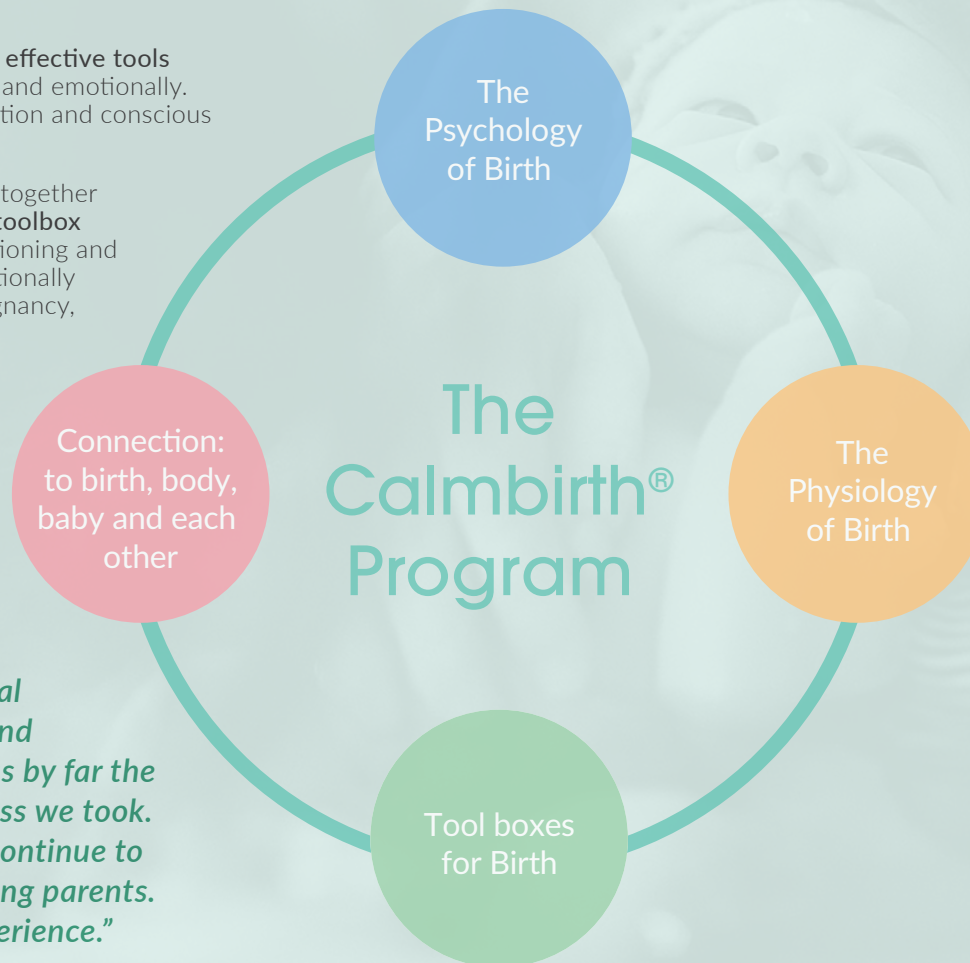 effective tools
and emotionally.
tion and conscious
together
toolbox
ioning and
tionally
gnancy,
The
Psychology
of Birth
Connection:
to birth, body,
baby and each
other
The
Calmbirth®
Program
The
Physiology
of Birth
al
nd
s by far the
ss we took.
ontinue to
ng parents.
erience.”
Tool boxes
for Birth